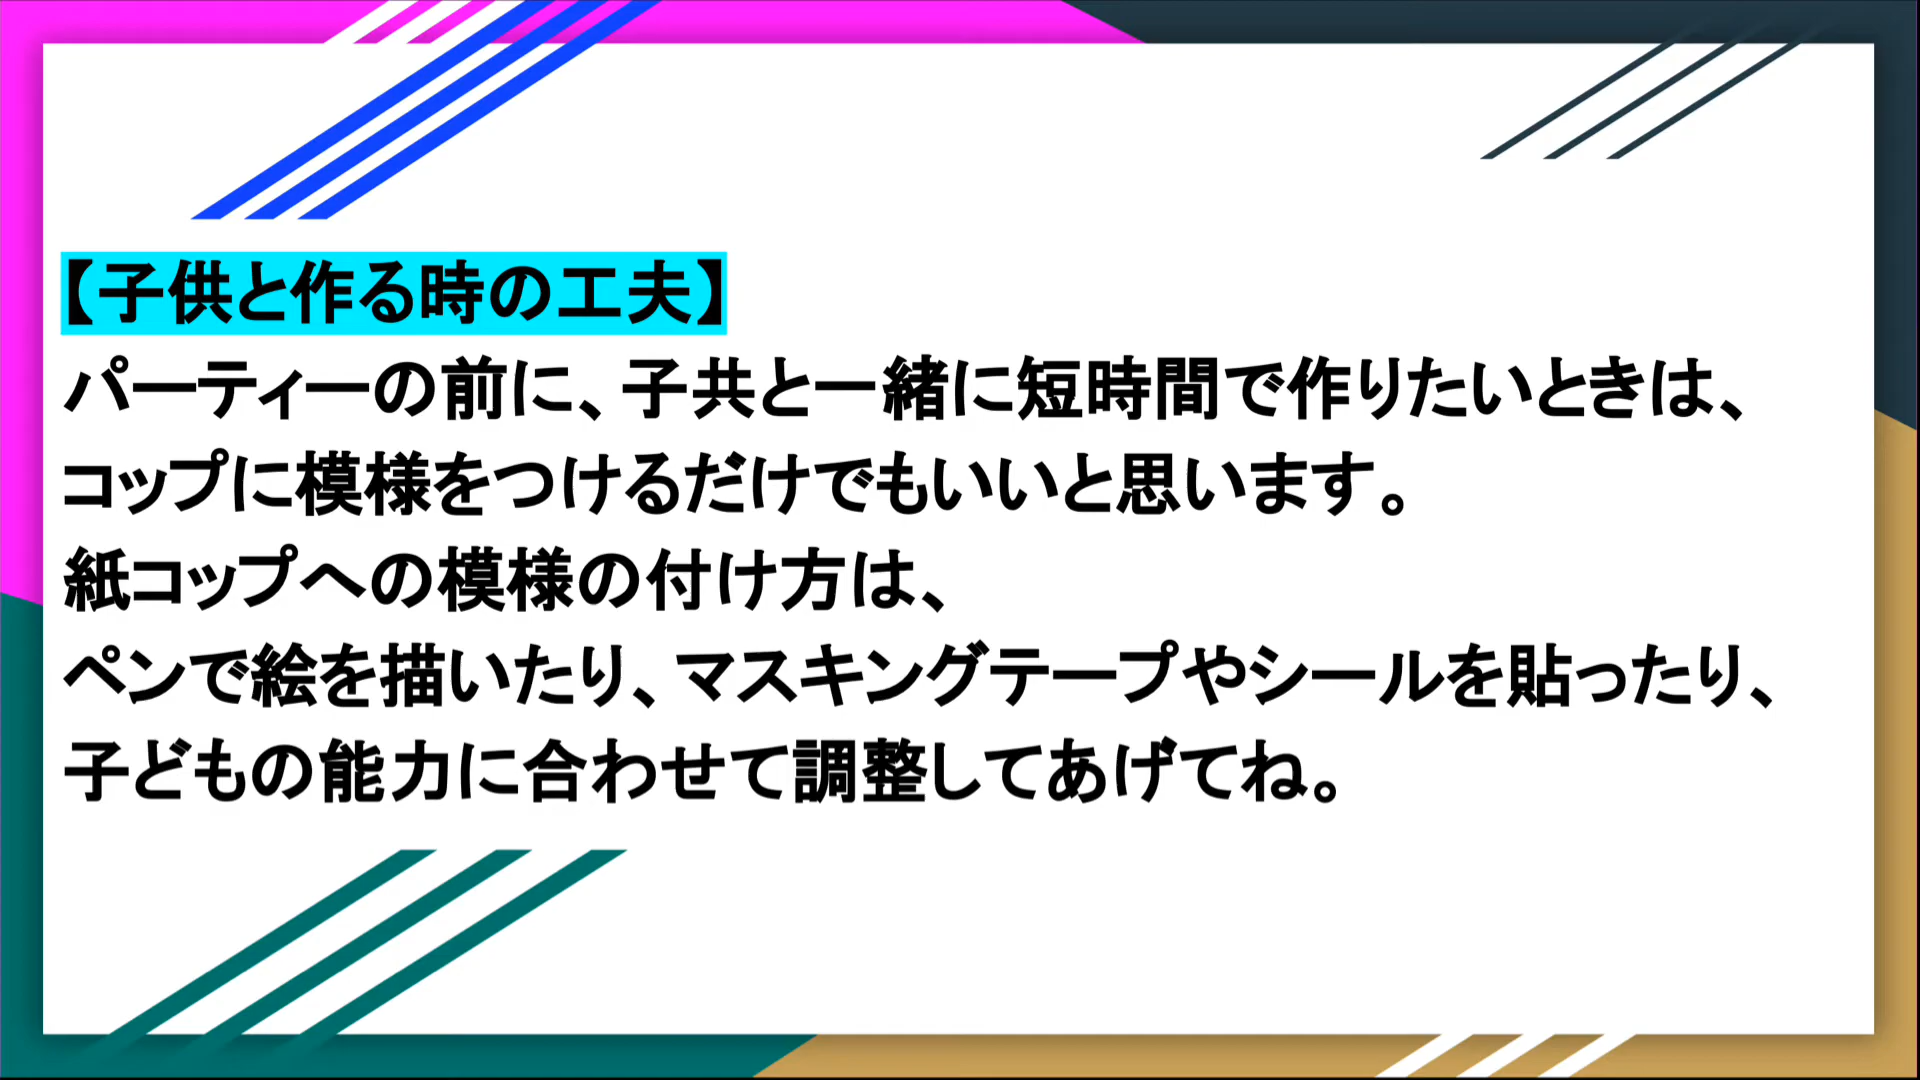 【子供と作る時の工夫】
パーティーの前に、子共と一緒に短時間で作りたいときは、
コップに模様をつけるだけでもいいと思います。
紙コップへの模様の付け方は、
ペンで絵を描いたり、マスキングテープやシールを貼ったり、
子どもの能力に合わせて調整してあげてね。